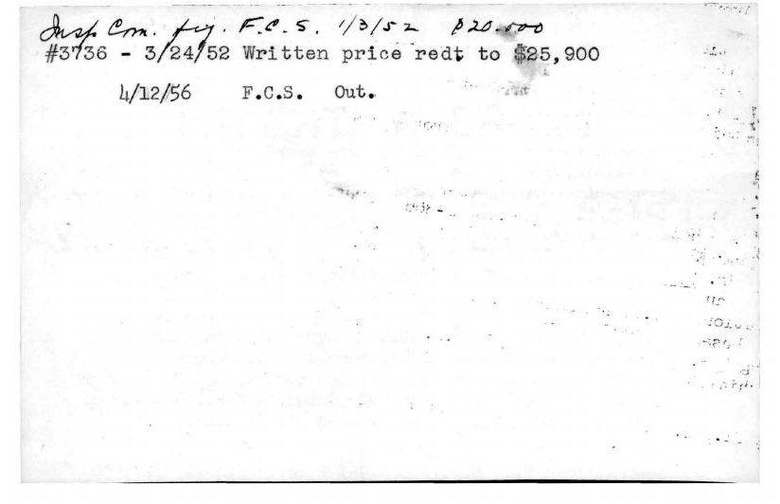 Insp Com. fig. F.C.S. 1/3/52 $20.500
#3736 - 3/24/52 Written price redt to $25,900
4/12/56 F.C.S. Out.